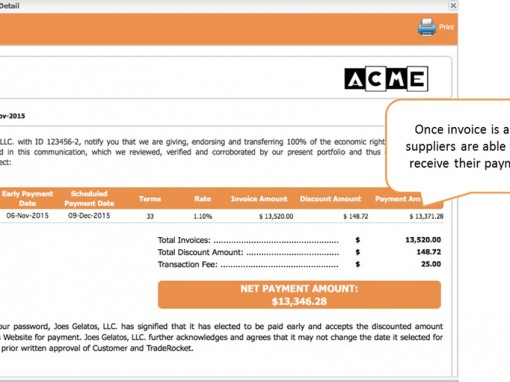 Detail
Print
ACME
ov-2015
LLC. with ID 123456-2, notify you that we are giving, endorsing and transferring 100% of the economic right
d in this communication, which we reviewed, verified and corroborated by our present portfolio and thus
ect:
Once invoice is a
suppliers are able
receive their paym
Early Payment Date Scheduled Payment Date Terms Rate Invoice Amount Discount Amount Payment Am
06-Nov-2015 09-Dec-2015 33 1.10% $ 13,520.00 $ 148.72 $ 13,371.28
Total Invoices: ................................................ $ 13,520.00
Total Discount Amount: ..................................... $ 148.72
Transaction Fee: .............................................. $ 25.00
NET PAYMENT AMOUNT:
$13,346.28
our password, Joes Gelatos, LLC. has signified that it has elected to be paid early and accepts the discounted amount
s Website for payment. Joes Gelatos, LLC. further acknowledges and agrees that it may not change the date it selected for
prior written approval of Customer and TradeRocket.